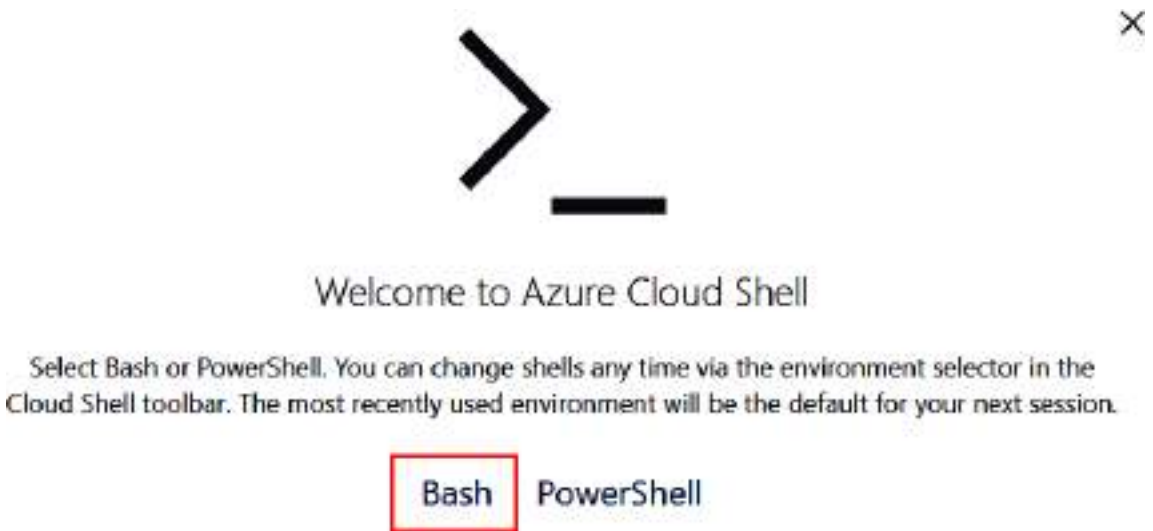 Welcome to Azure Cloud Shell
Select Bash or PowerShell. You can change shells any time via the environment selector in the
Cloud Shell toolbar. The most recently used environment will be the default for your next session.
Bash PowerShell